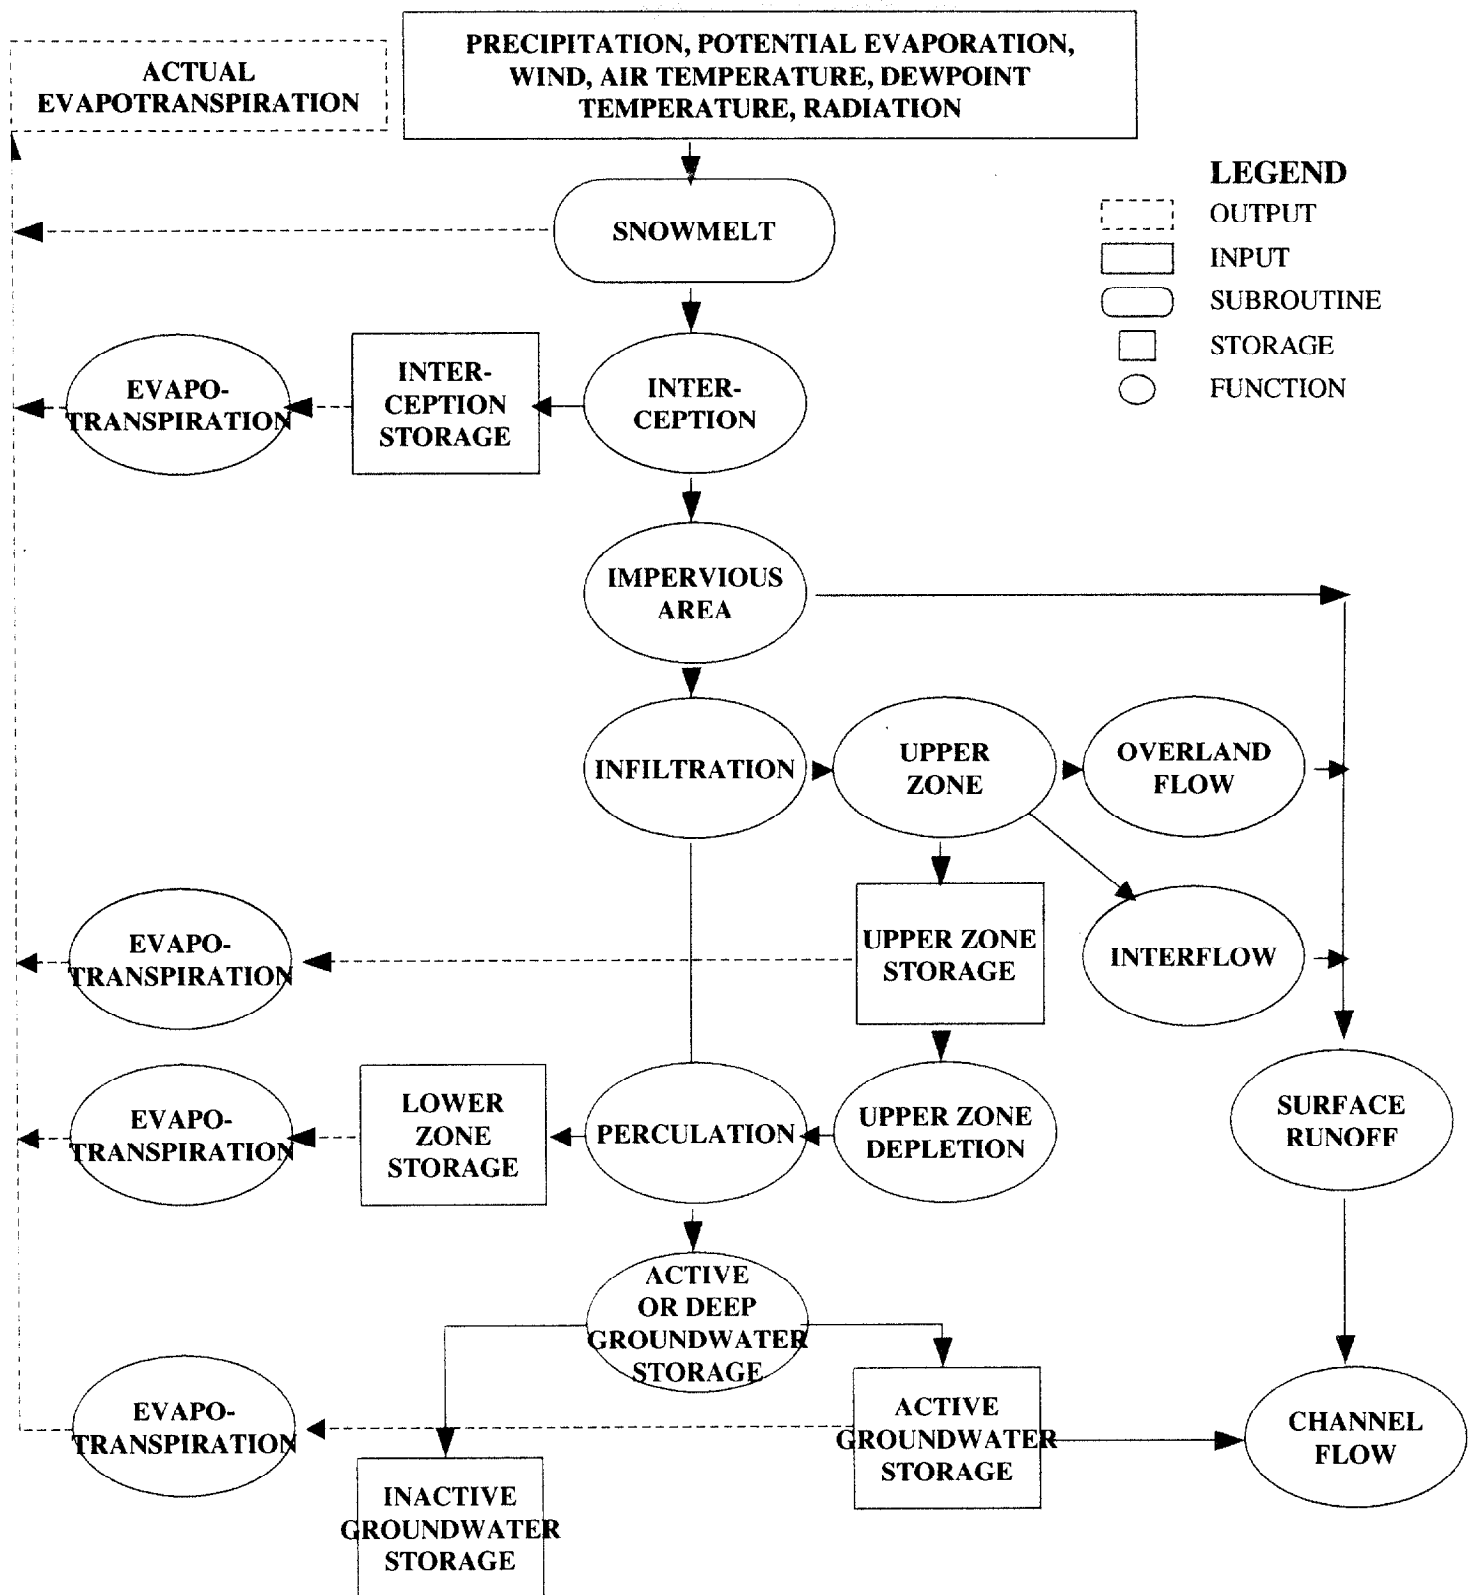 ACTUAL
EVAPOTRANSPIRATION
PRECIPITATION, POTENTIAL EVAPORATION,
WIND, AIR TEMPERATURE, DEWPOINT
TEMPERATURE, RADIATION
LEGEND
OUTPUT
INPUT
SUBROUTINE
STORAGE
FUNCTION
SNOWMELT
EVAPO-
TRANSPIRATION
INTER-
CEPTION
STORAGE
INTER-
CEPTION
IMPERVIOUS
AREA
INFILTRATION
UPPER
ZONE
OVERLAND
FLOW
EVAPO-
TRANSPIRATION
UPPER ZONE
STORAGE
INTERFLOW
EVAPO-
TRANSPIRATION
LOWER
ZONE
STORAGE
PERCULATION
UPPER ZONE
DEPLETION
SURFACE
RUNOFF
ACTIVE
OR DEEP
GROUNDWATER
STORAGE
EVAPO-
TRANSPIRATION
INACTIVE
GROUNDWATER
STORAGE
ACTIVE
GROUNDWATER
STORAGE
CHANNEL
FLOW